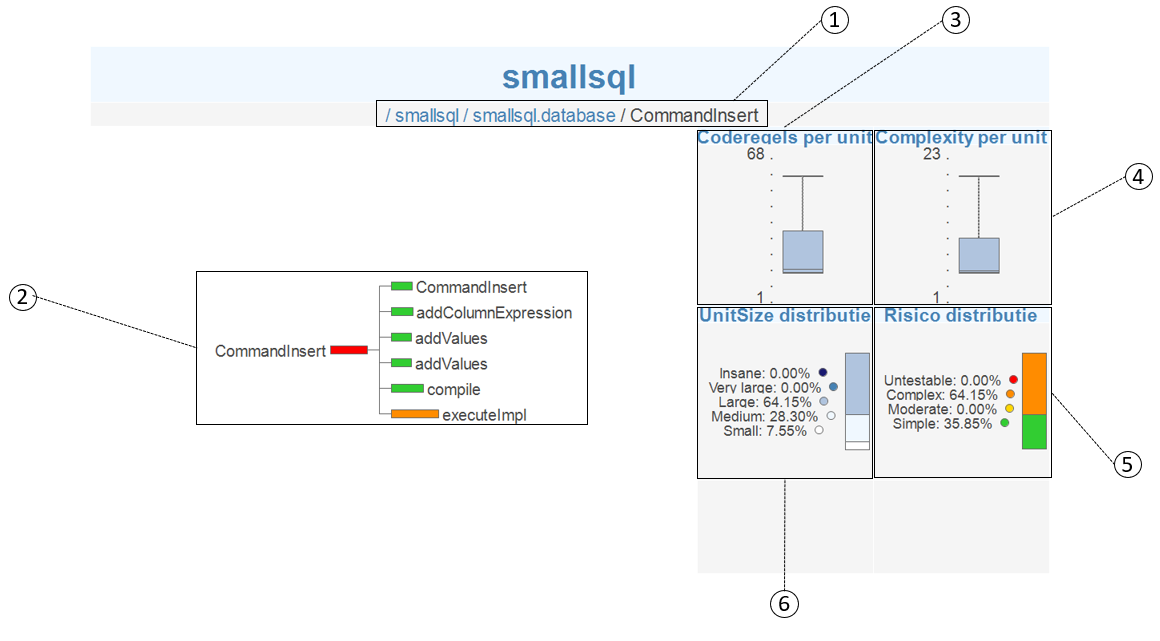 1
3
smallsql
/ smallsql / smallsql.database / CommandInsert
Coderegels per unit
Complexity per unit
68
23
4
2
CommandInsert
CommandInsert
addColumnExpression
addValues
addValues
compile
executeImpl
1
1
UnitSize distributie
Risico distributie
Insane: 0.00%
Very large: 0.00%
Large: 64.15%
Medium: 28.30%
Small: 7.55%
Untestable: 0.00%
Complex: 64.15%
Moderate: 0.00%
Simple: 35.85%
5
6